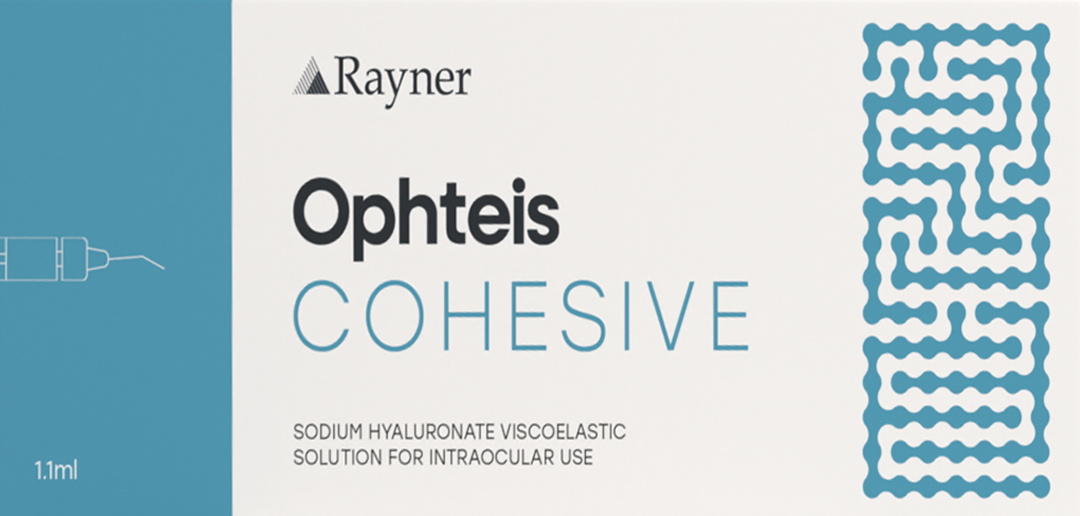 Rayner
Ophteis
COHESIVE
SODIUM HYALURONATE VISCOELASTIC
SOLUTION FOR INTRAOCULAR USE
1.1ml